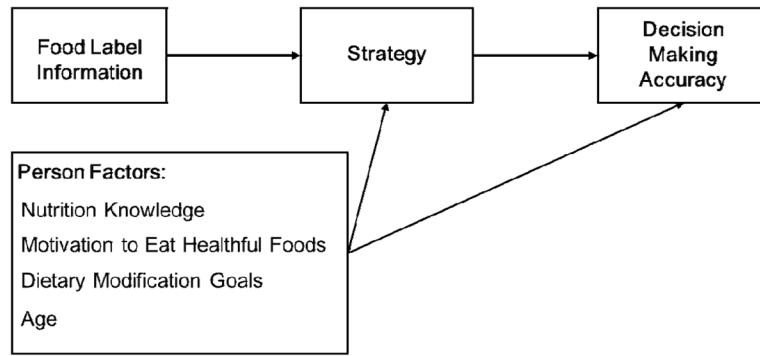 Food Label
Information
Strategy
Decision
Making
Accuracy
Person Factors:
Nutrition Knowledge
Motivation to Eat Healthful Foods
Dietary Modification Goals
Age